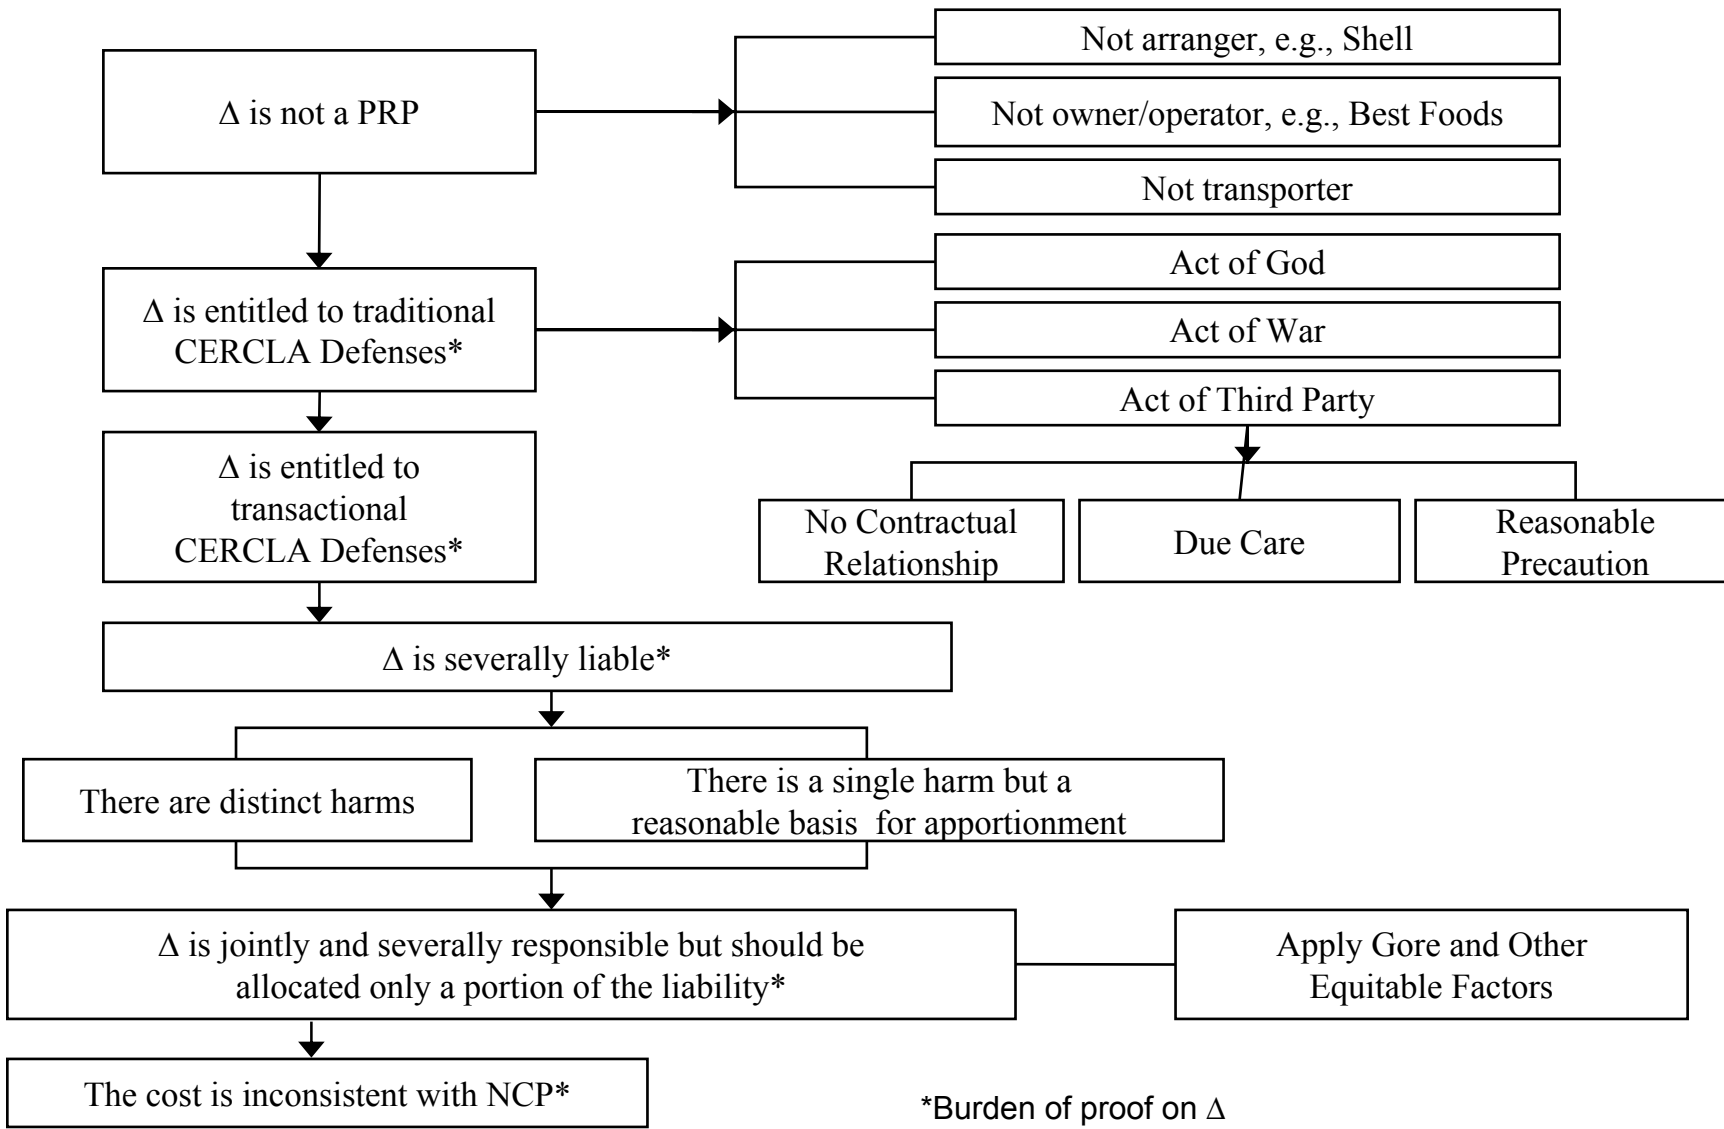 Δ is not a PRP
Not arranger, e.g., Shell
Not owner/operator, e.g., Best Foods
Not transporter
Δ is entitled to traditional
CERCLA Defenses*
Act of God
Act of War
Act of Third Party
No Contractual
Relationship
Due Care
Reasonable
Precaution
Δ is entitled to
transactional
CERCLA Defenses*
Δ is severally liable*
There are distinct harms
There is a single harm but a
reasonable basis for apportionment
Δ is jointly and severally responsible but should be
allocated only a portion of the liability*
Apply Gore and Other
Equitable Factors
The cost is inconsistent with NCP*
*Burden of proof on Δ